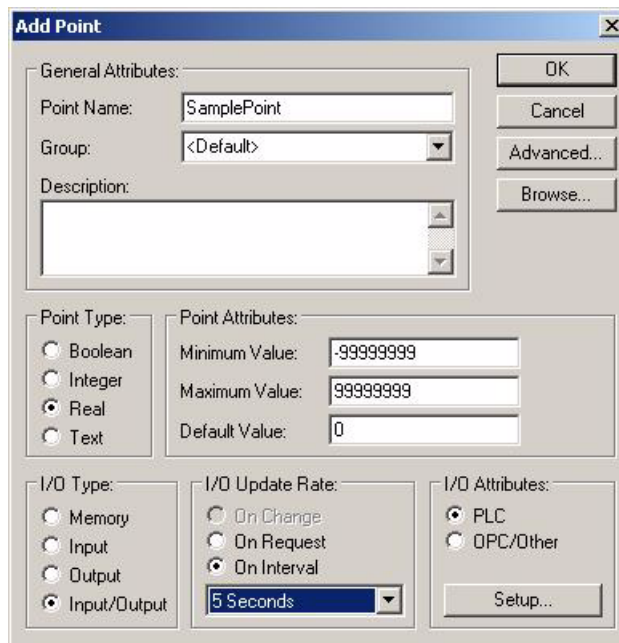 Add Point
General Attributes:
Point Name: SamplePoint
Group: <Default>
Description:
OK
Cancel
Advanced...
Browse...
Point Type:
Boolean
Integer
Real
Text
Point Attributes:
Minimum Value: -99999999
Maximum Value: 99999999
Default Value: 0
I/O Type:
Memory
Input
Output
Input/Output
I/O Update Rate:
On Change
On Request
On Interval
5 Seconds
I/O Attributes:
PLC
OPC/Other
Setup...